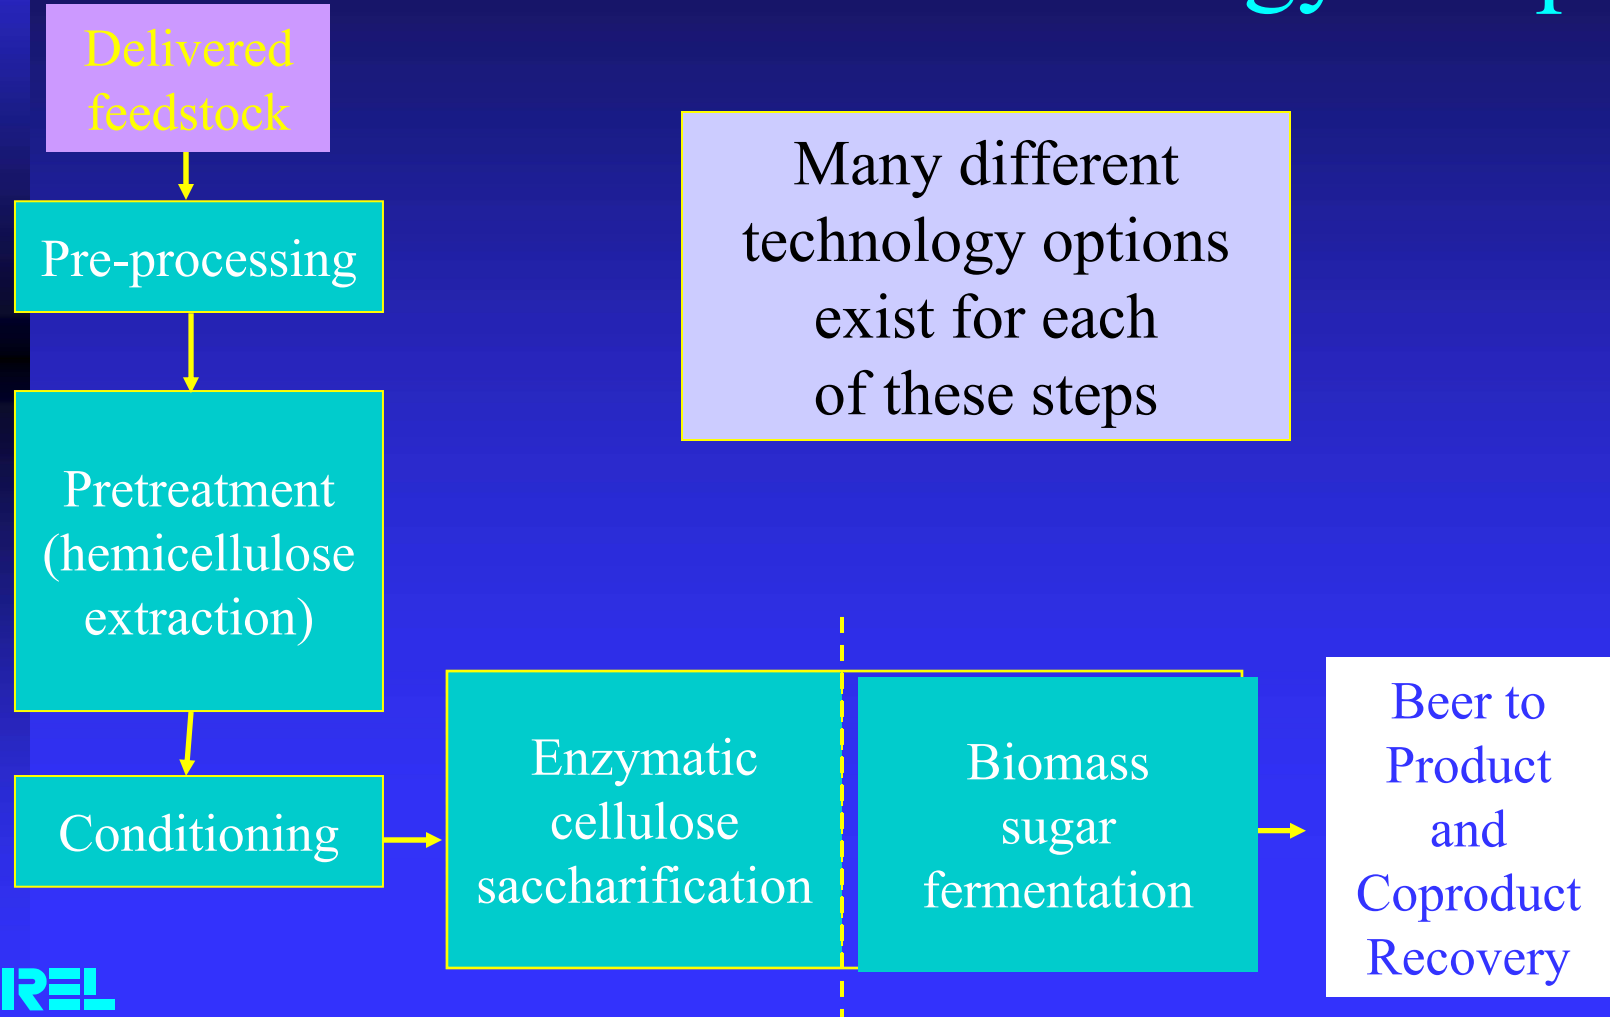 Delivered
feedstock
Pre-processing
Many different
technology options
exist for each
of these steps
Pretreatment
(hemicellulose
extraction)
Conditioning
Enzymatic
cellulose
saccharification
Biomass
sugar
fermentation
Beer to
Product
and
Coproduct
Recovery